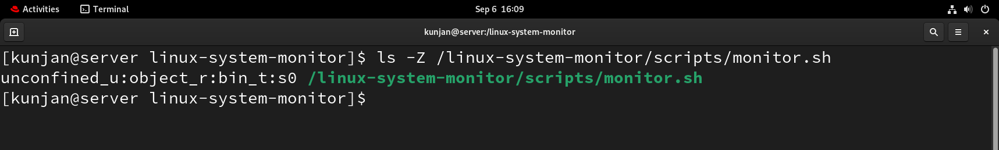 Activities Terminal Sep 6 16:09
kunjan@server:/linux-system-monitor
[kunjan@server linux-system-monitor]$ ls -Z /linux-system-monitor/scripts/monitor.sh
unconfined_u:object_r:bin_t:s0 /linux-system-monitor/scripts/monitor.sh
[kunjan@server linux-system-monitor]$